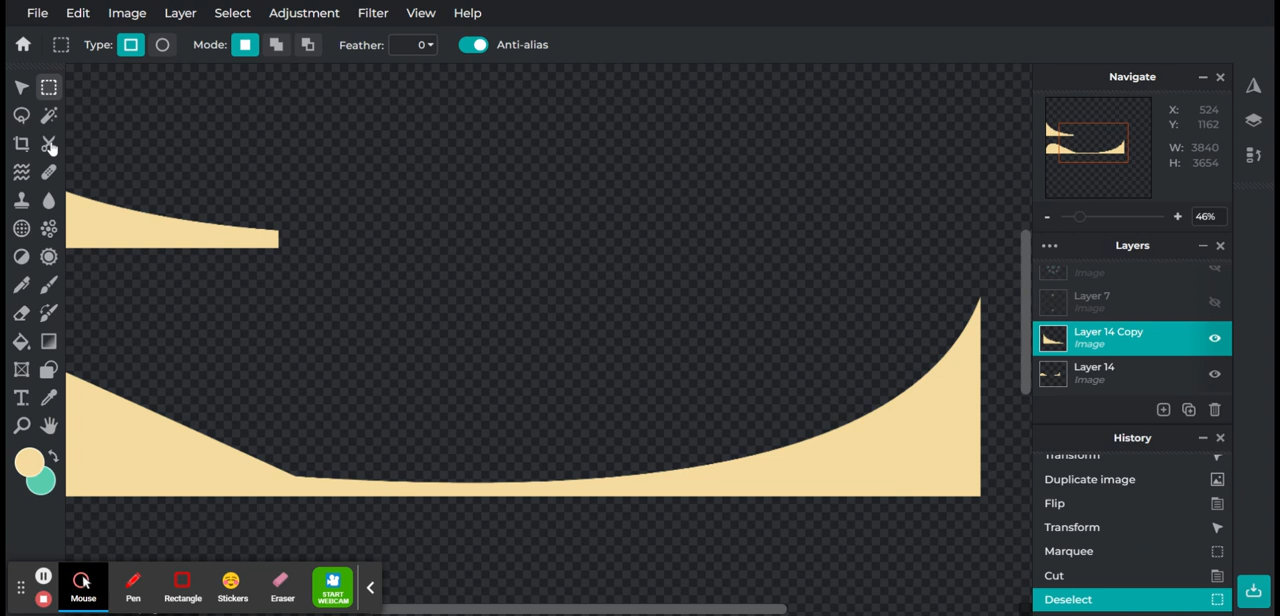 File Edit Image Layer Select Adjustment Filter View Help
Type: Mode: Feather: 0 Anti-alias
Navigate
X: 524
Y: 1162
W: 3840
H: 3654
- + 46%
Layers
Image
Layer 7
Image
Layer 14 Copy
Image
Layer 14
Image
History
Transform
Duplicate image
Flip
Transform
Marquee
Cut
Deselect
Mouse Pen Rectangle Stickers Eraser START
WEBCAM